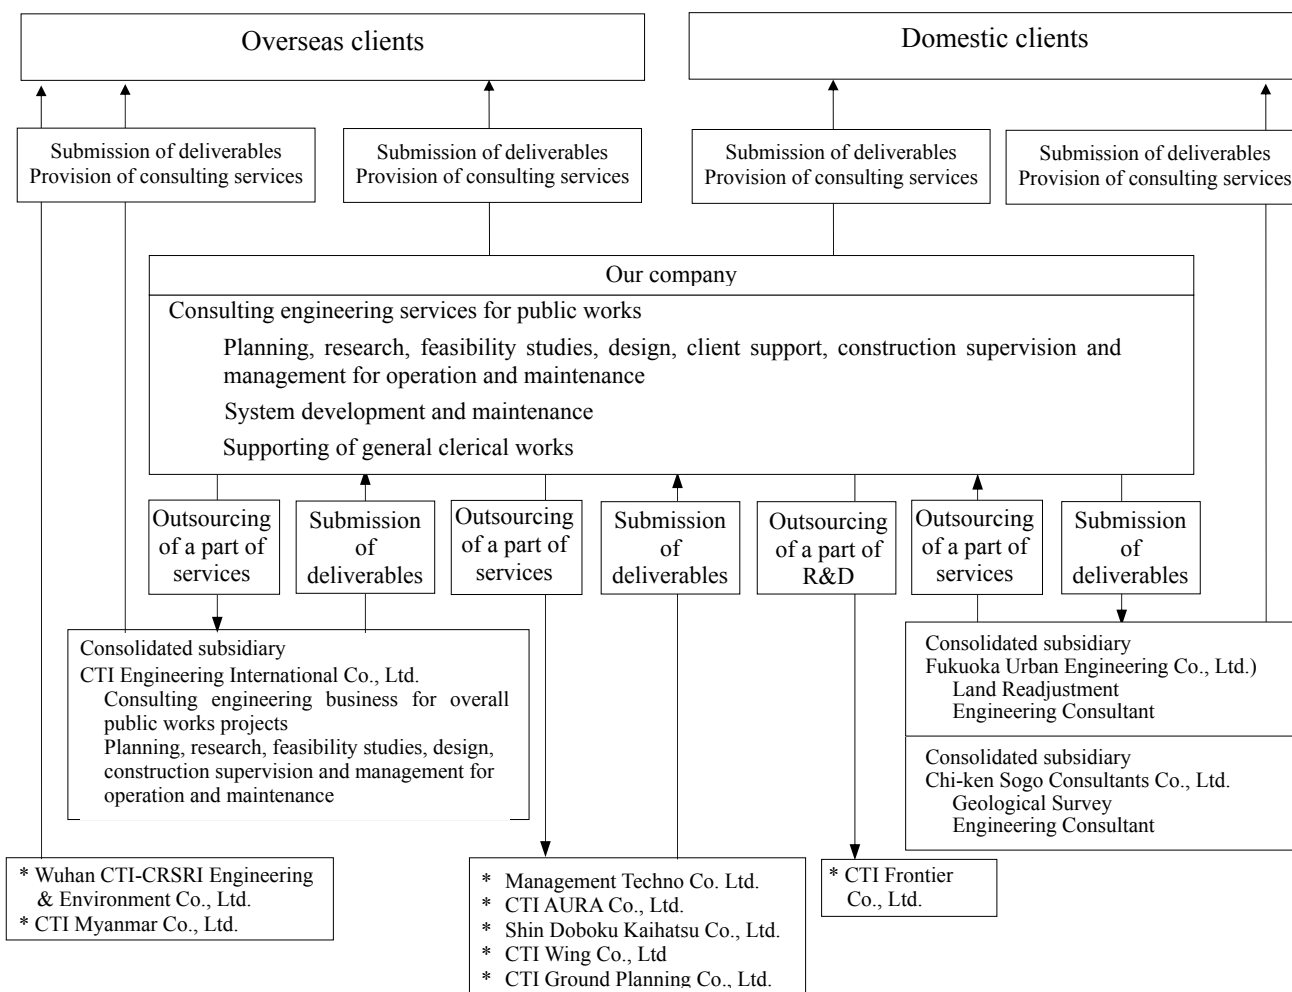 Overseas clients
Domestic clients
Submission of deliverables
Provision of consulting services
Submission of deliverables
Provision of consulting services
Submission of deliverables
Provision of consulting services
Submission of deliverables
Provision of consulting services
Our company
Consulting engineering services for public works
Planning, research, feasibility studies, design, client support, construction supervision and
management for operation and maintenance
System development and maintenance
Supporting of general clerical works
Outsourcing
of a part of
services
Submission
of
deliverables
Outsourcing
of a part of
services
Submission
of
deliverables
Outsourcing
of a part of
R&D
Outsourcing
of a part of
services
Submission
of
deliverables
Consolidated subsidiary
CTI Engineering International Co., Ltd.
Consulting engineering business for overall
public works projects
Planning, research, feasibility studies, design,
construction supervision and management for
operation and maintenance
Consolidated subsidiary
Fukuoka Urban Engineering Co., Ltd.)
Land Readjustment
Engineering Consultant
Consolidated subsidiary
Chi-ken Sogo Consultants Co., Ltd.
Geological Survey
Engineering Consultant
* Wuhan CTI-CRSRI Engineering
& Environment Co., Ltd.
* CTI Myanmar Co., Ltd.
* Management Techno Co. Ltd.
* CTI AURA Co., Ltd.
* Shin Doboku Kaihatsu Co., Ltd.
* CTI Wing Co., Ltd
* CTI Ground Planning Co., Ltd.
* CTI Frontier
Co., Ltd.